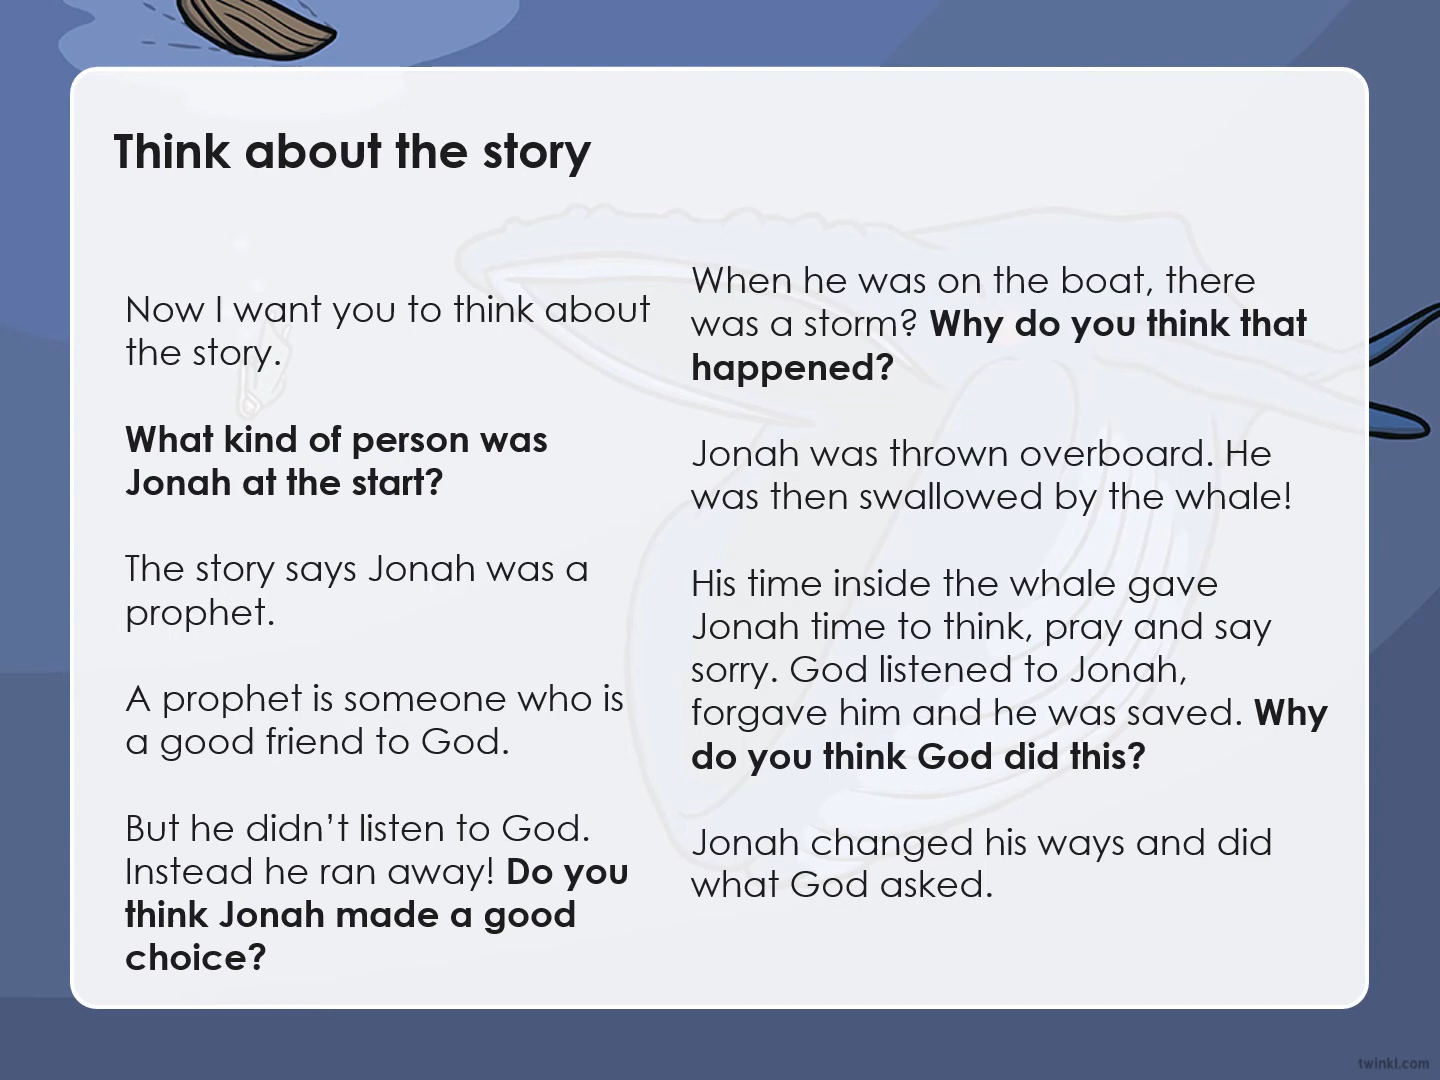 Think about the story
Now I want you to think about
the story.
What kind of person was
Jonah at the start?
The story says Jonah was a
prophet.
A prophet is someone who is
a good friend to God.
But he didn’t listen to God.
Instead he ran away! Do you
think Jonah made a good
choice?
When he was on the boat, there
was a storm? Why do you think that
happened?
Jonah was thrown overboard. He
was then swallowed by the whale!
His time inside the whale gave
Jonah time to think, pray and say
sorry. God listened to Jonah,
forgave him and he was saved. Why
do you think God did this?
Jonah changed his ways and did
what God asked.
twinkl.com